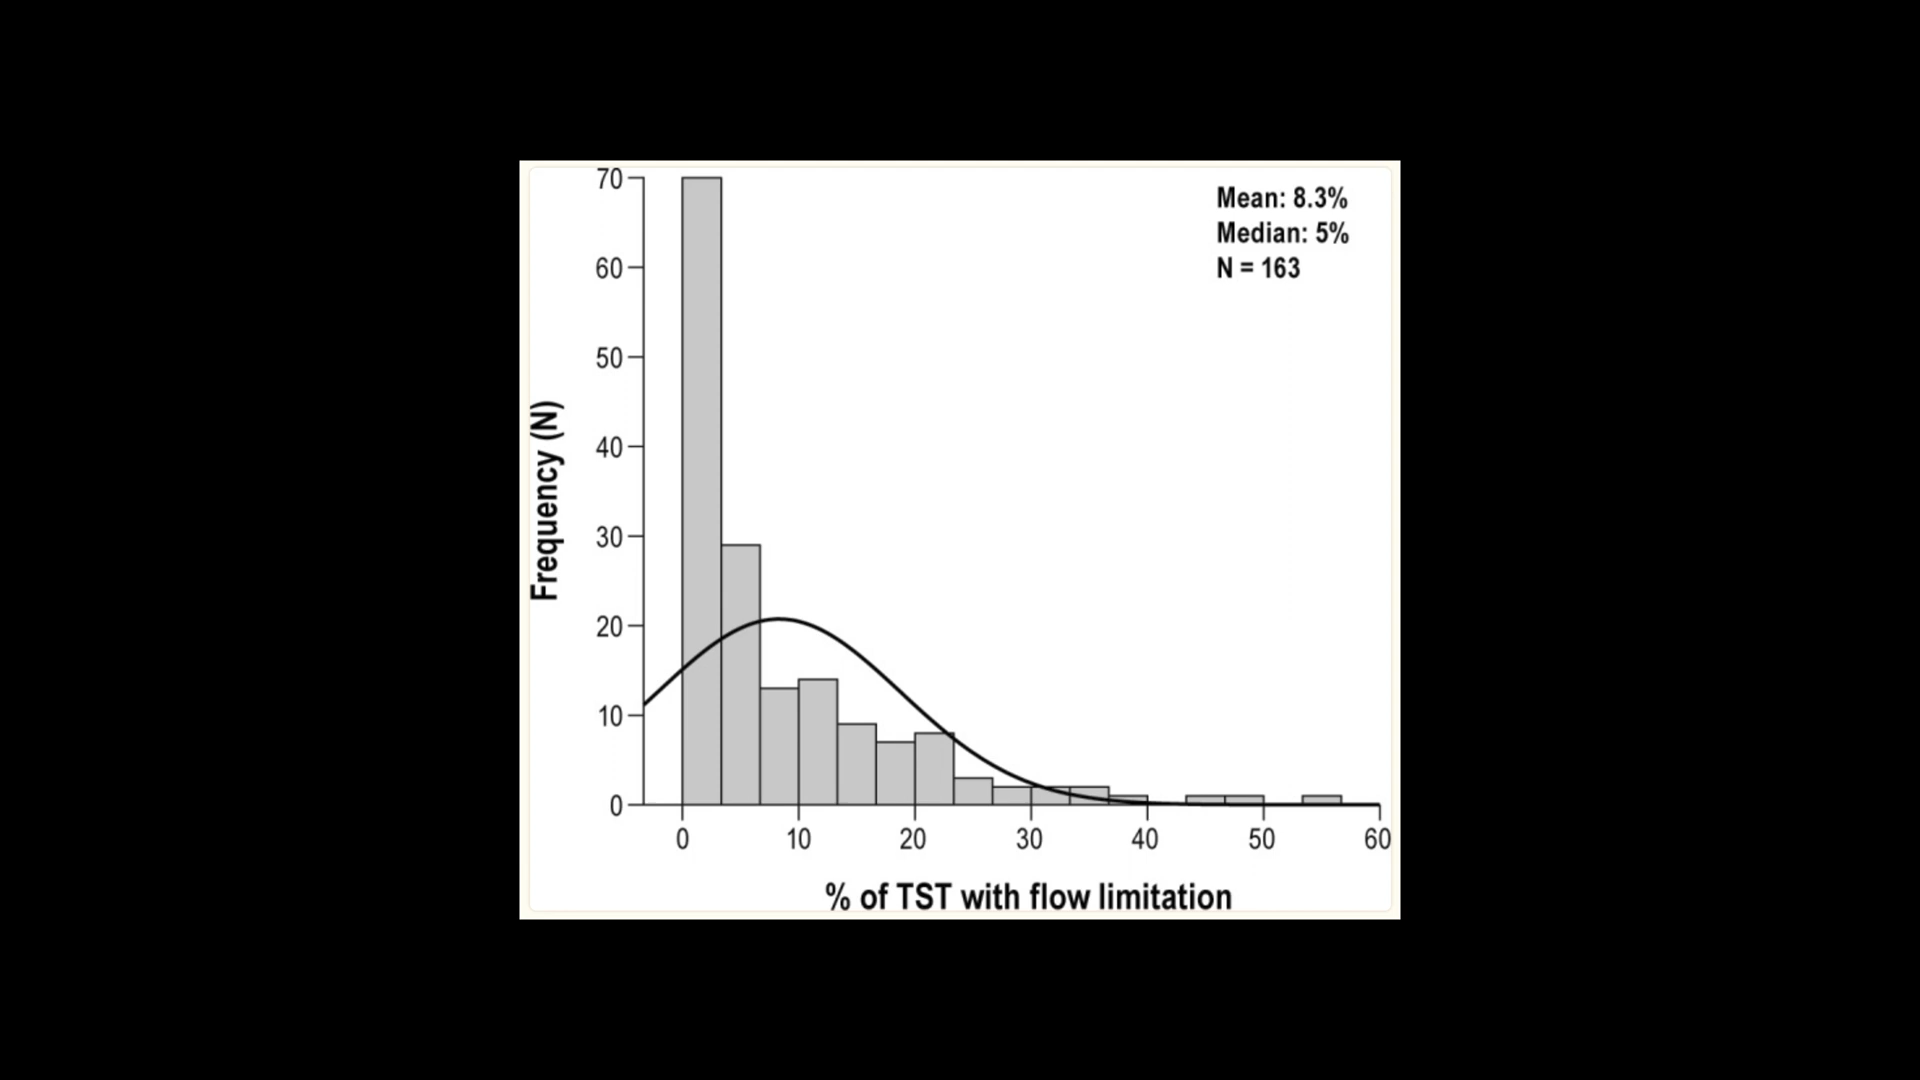 70
60
50
40
30
20
10
0
Frequency (N)
Mean: 8.3%
Median: 5%
N = 163
0 10 20 30 40 50 60
% of TST with flow limitation